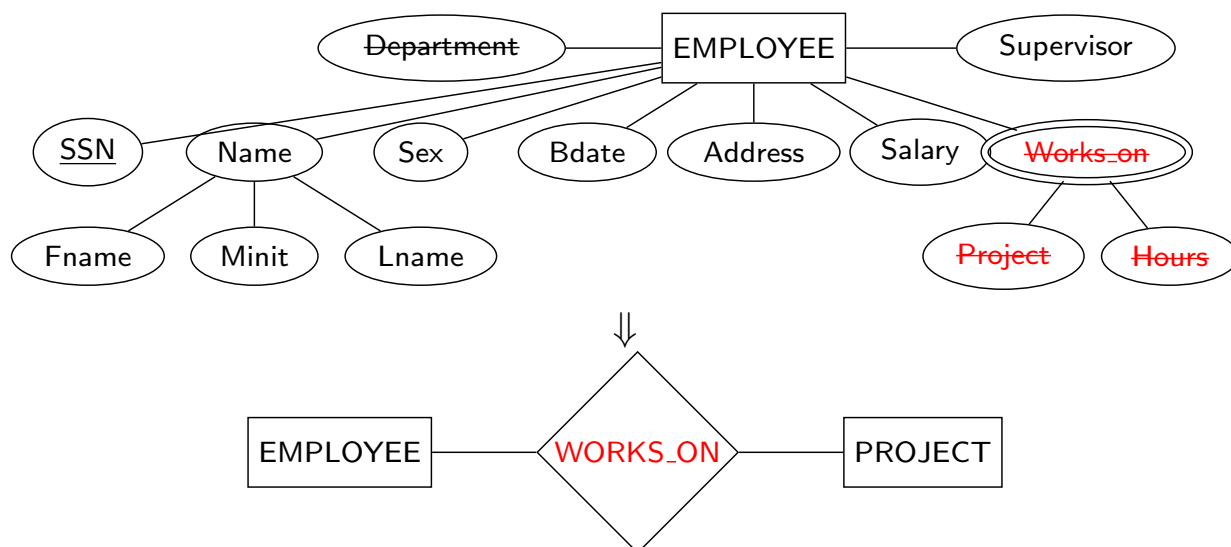 Department EMPLOYEE Supervisor
SSN Name Sex Bdate Address Salary Works_on
Fname Minit Lname Project Hours
⇓
EMPLOYEE WORKS_ON PROJECT